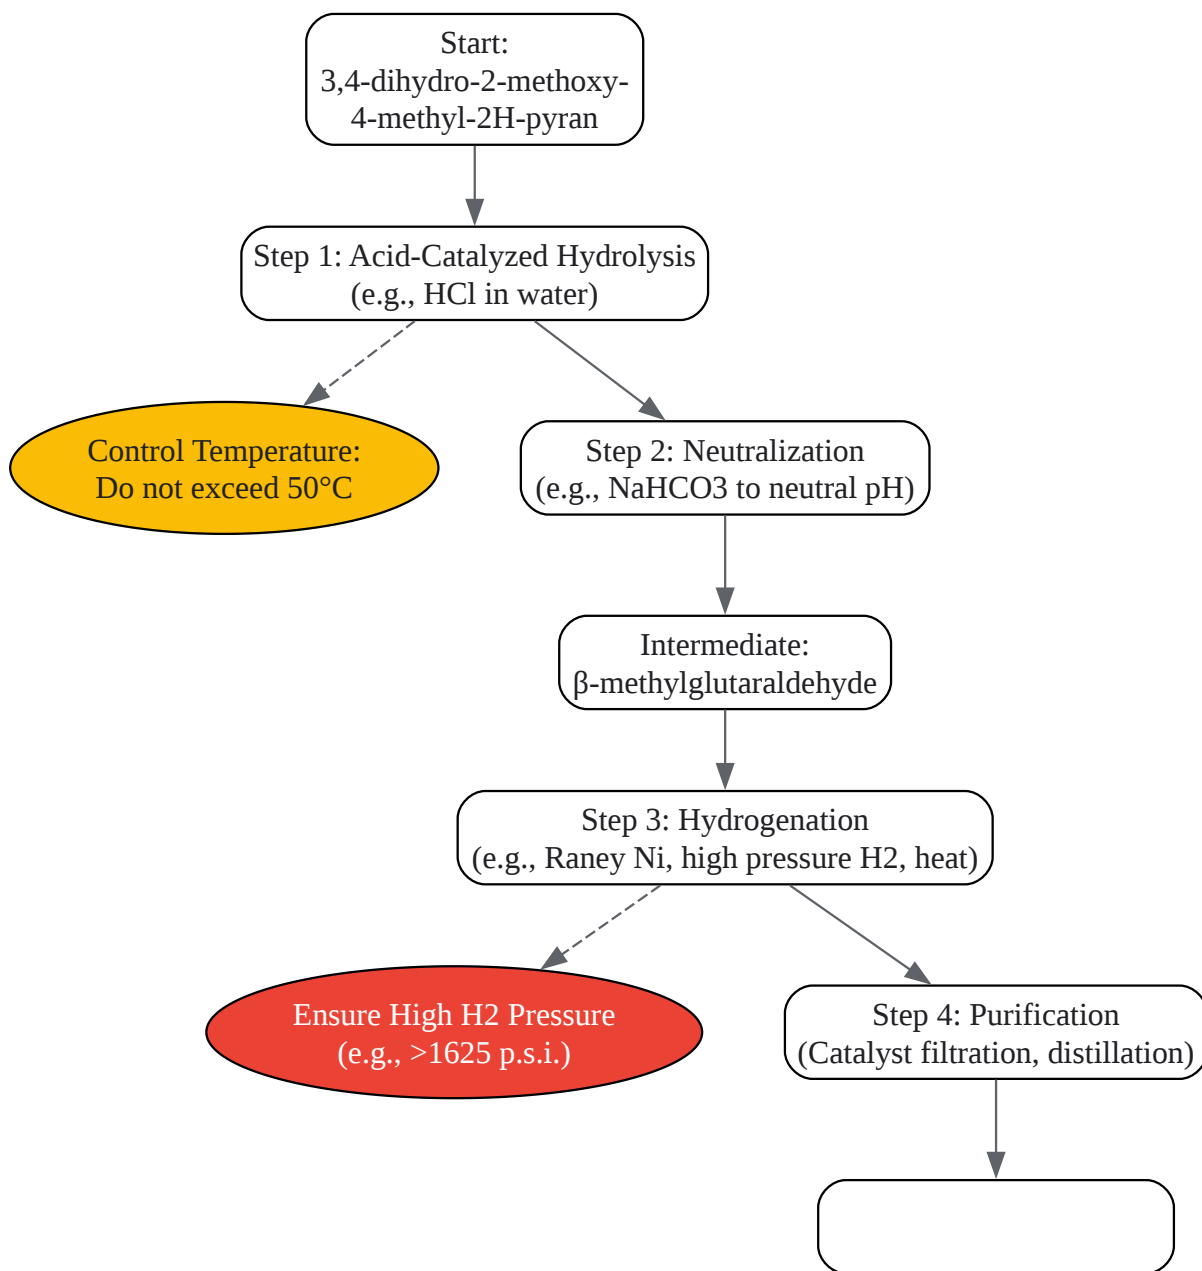 Start:
3,4-dihydro-2-methoxy-
4-methyl-2H-pyran
Step 1: Acid-Catalyzed Hydrolysis
(e.g., HCl in water)
Control Temperature:
Do not exceed 50°C
Step 2: Neutralization
(e.g., NaHCO3 to neutral pH)
Intermediate:
β-methylglutaraldehyde
Step 3: Hydrogenation
(e.g., Raney Ni, high pressure H2, heat)
Ensure High H2 Pressure
(e.g., >1625 p.s.i.)
Step 4: Purification
(Catalyst filtration, distillation)